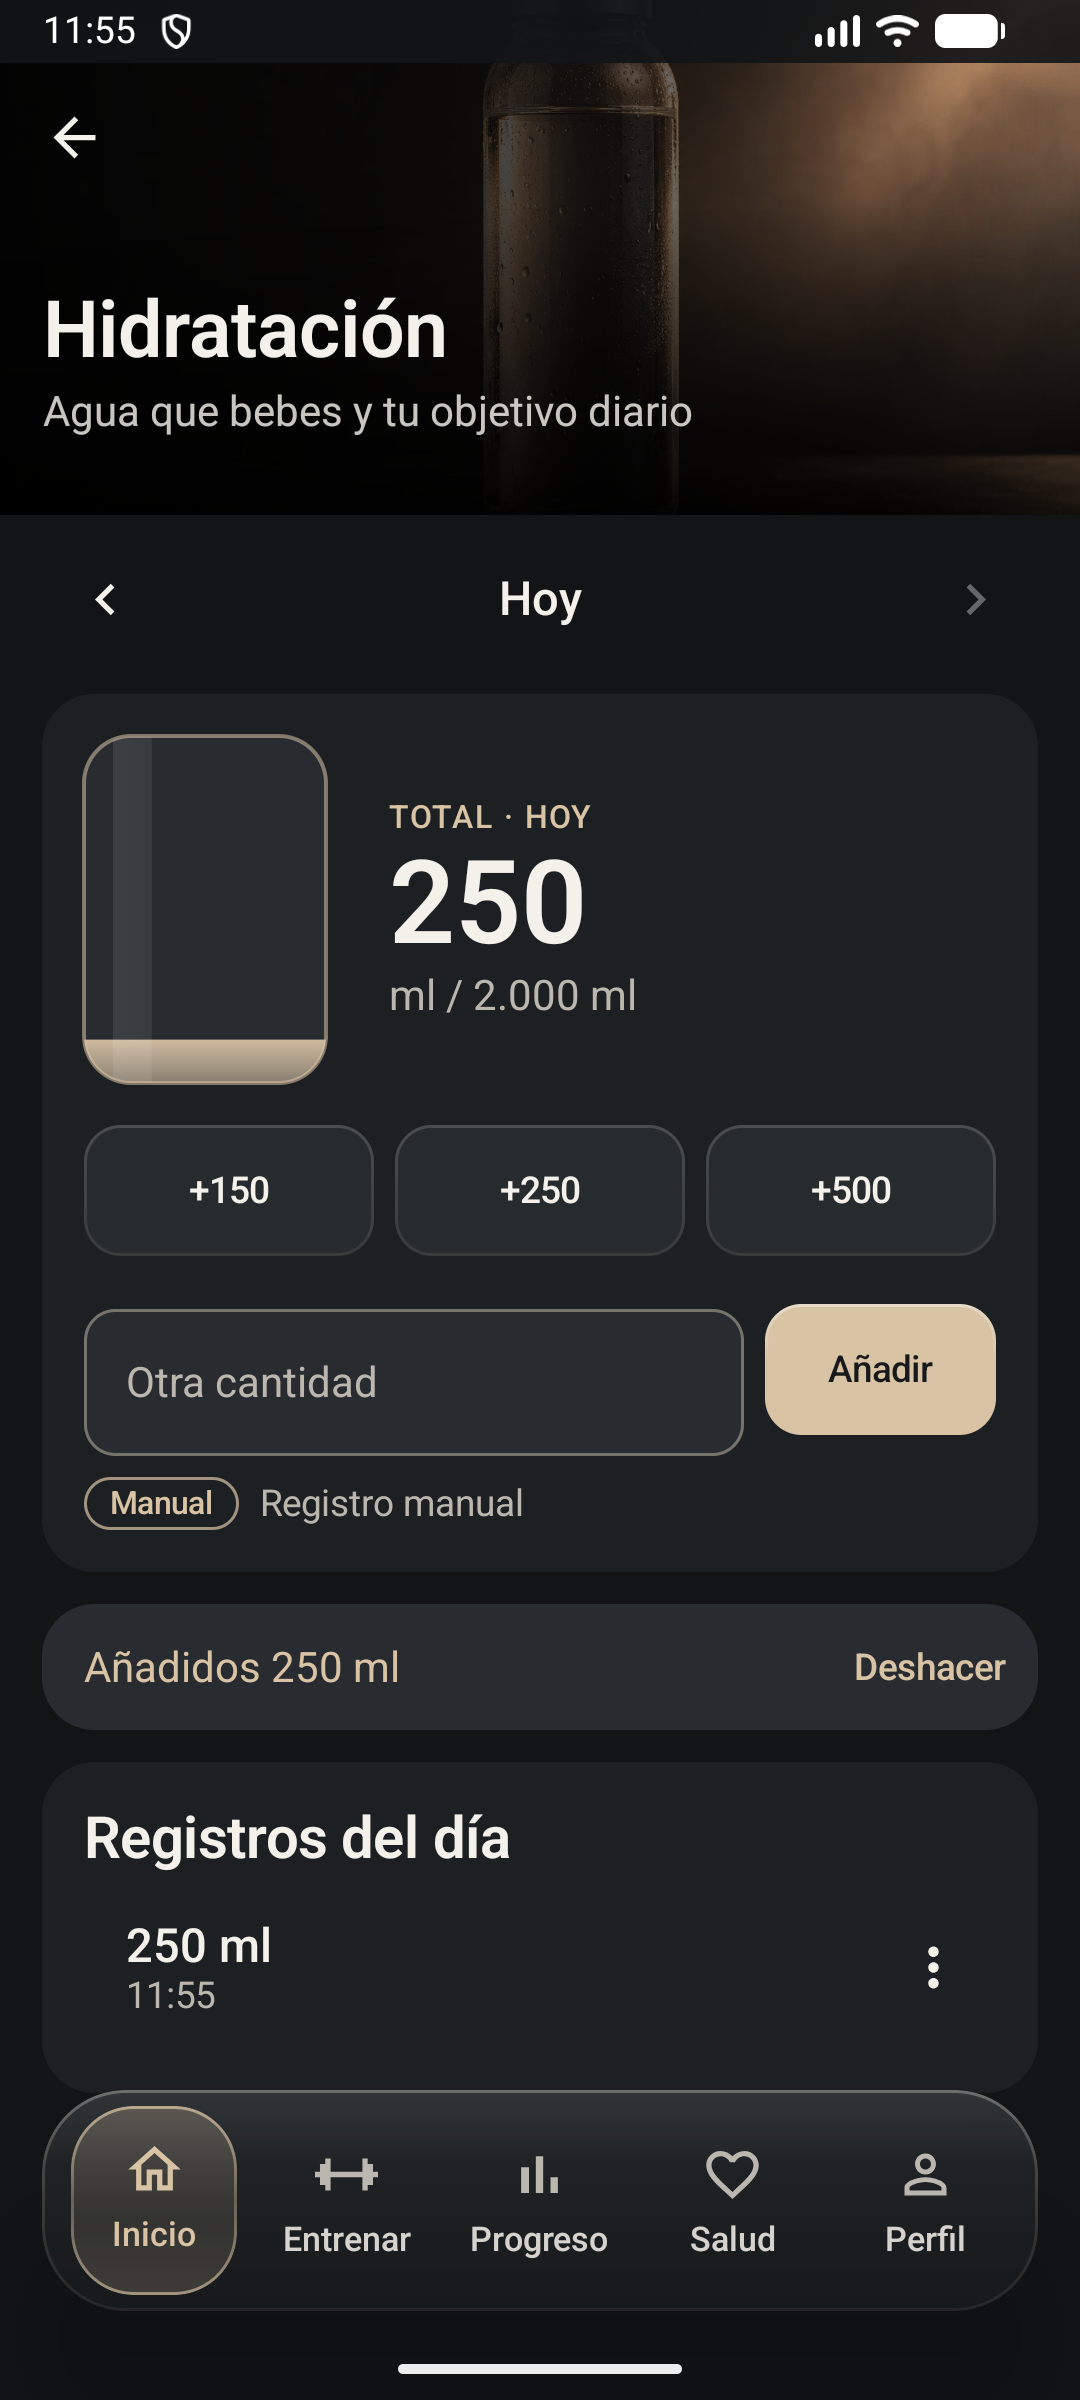 11:55
Hidratación
Agua que bebes y tu objetivo diario
Hoy
TOTAL · HOY
250
ml / 2.000 ml
+150 +250 +500
Otra cantidad
Añadir
Manual Registro manual
Añadidos 250 ml Deshacer
Registros del día
250 ml
11:55
Inicio Entrenar Progreso Salud Perfil